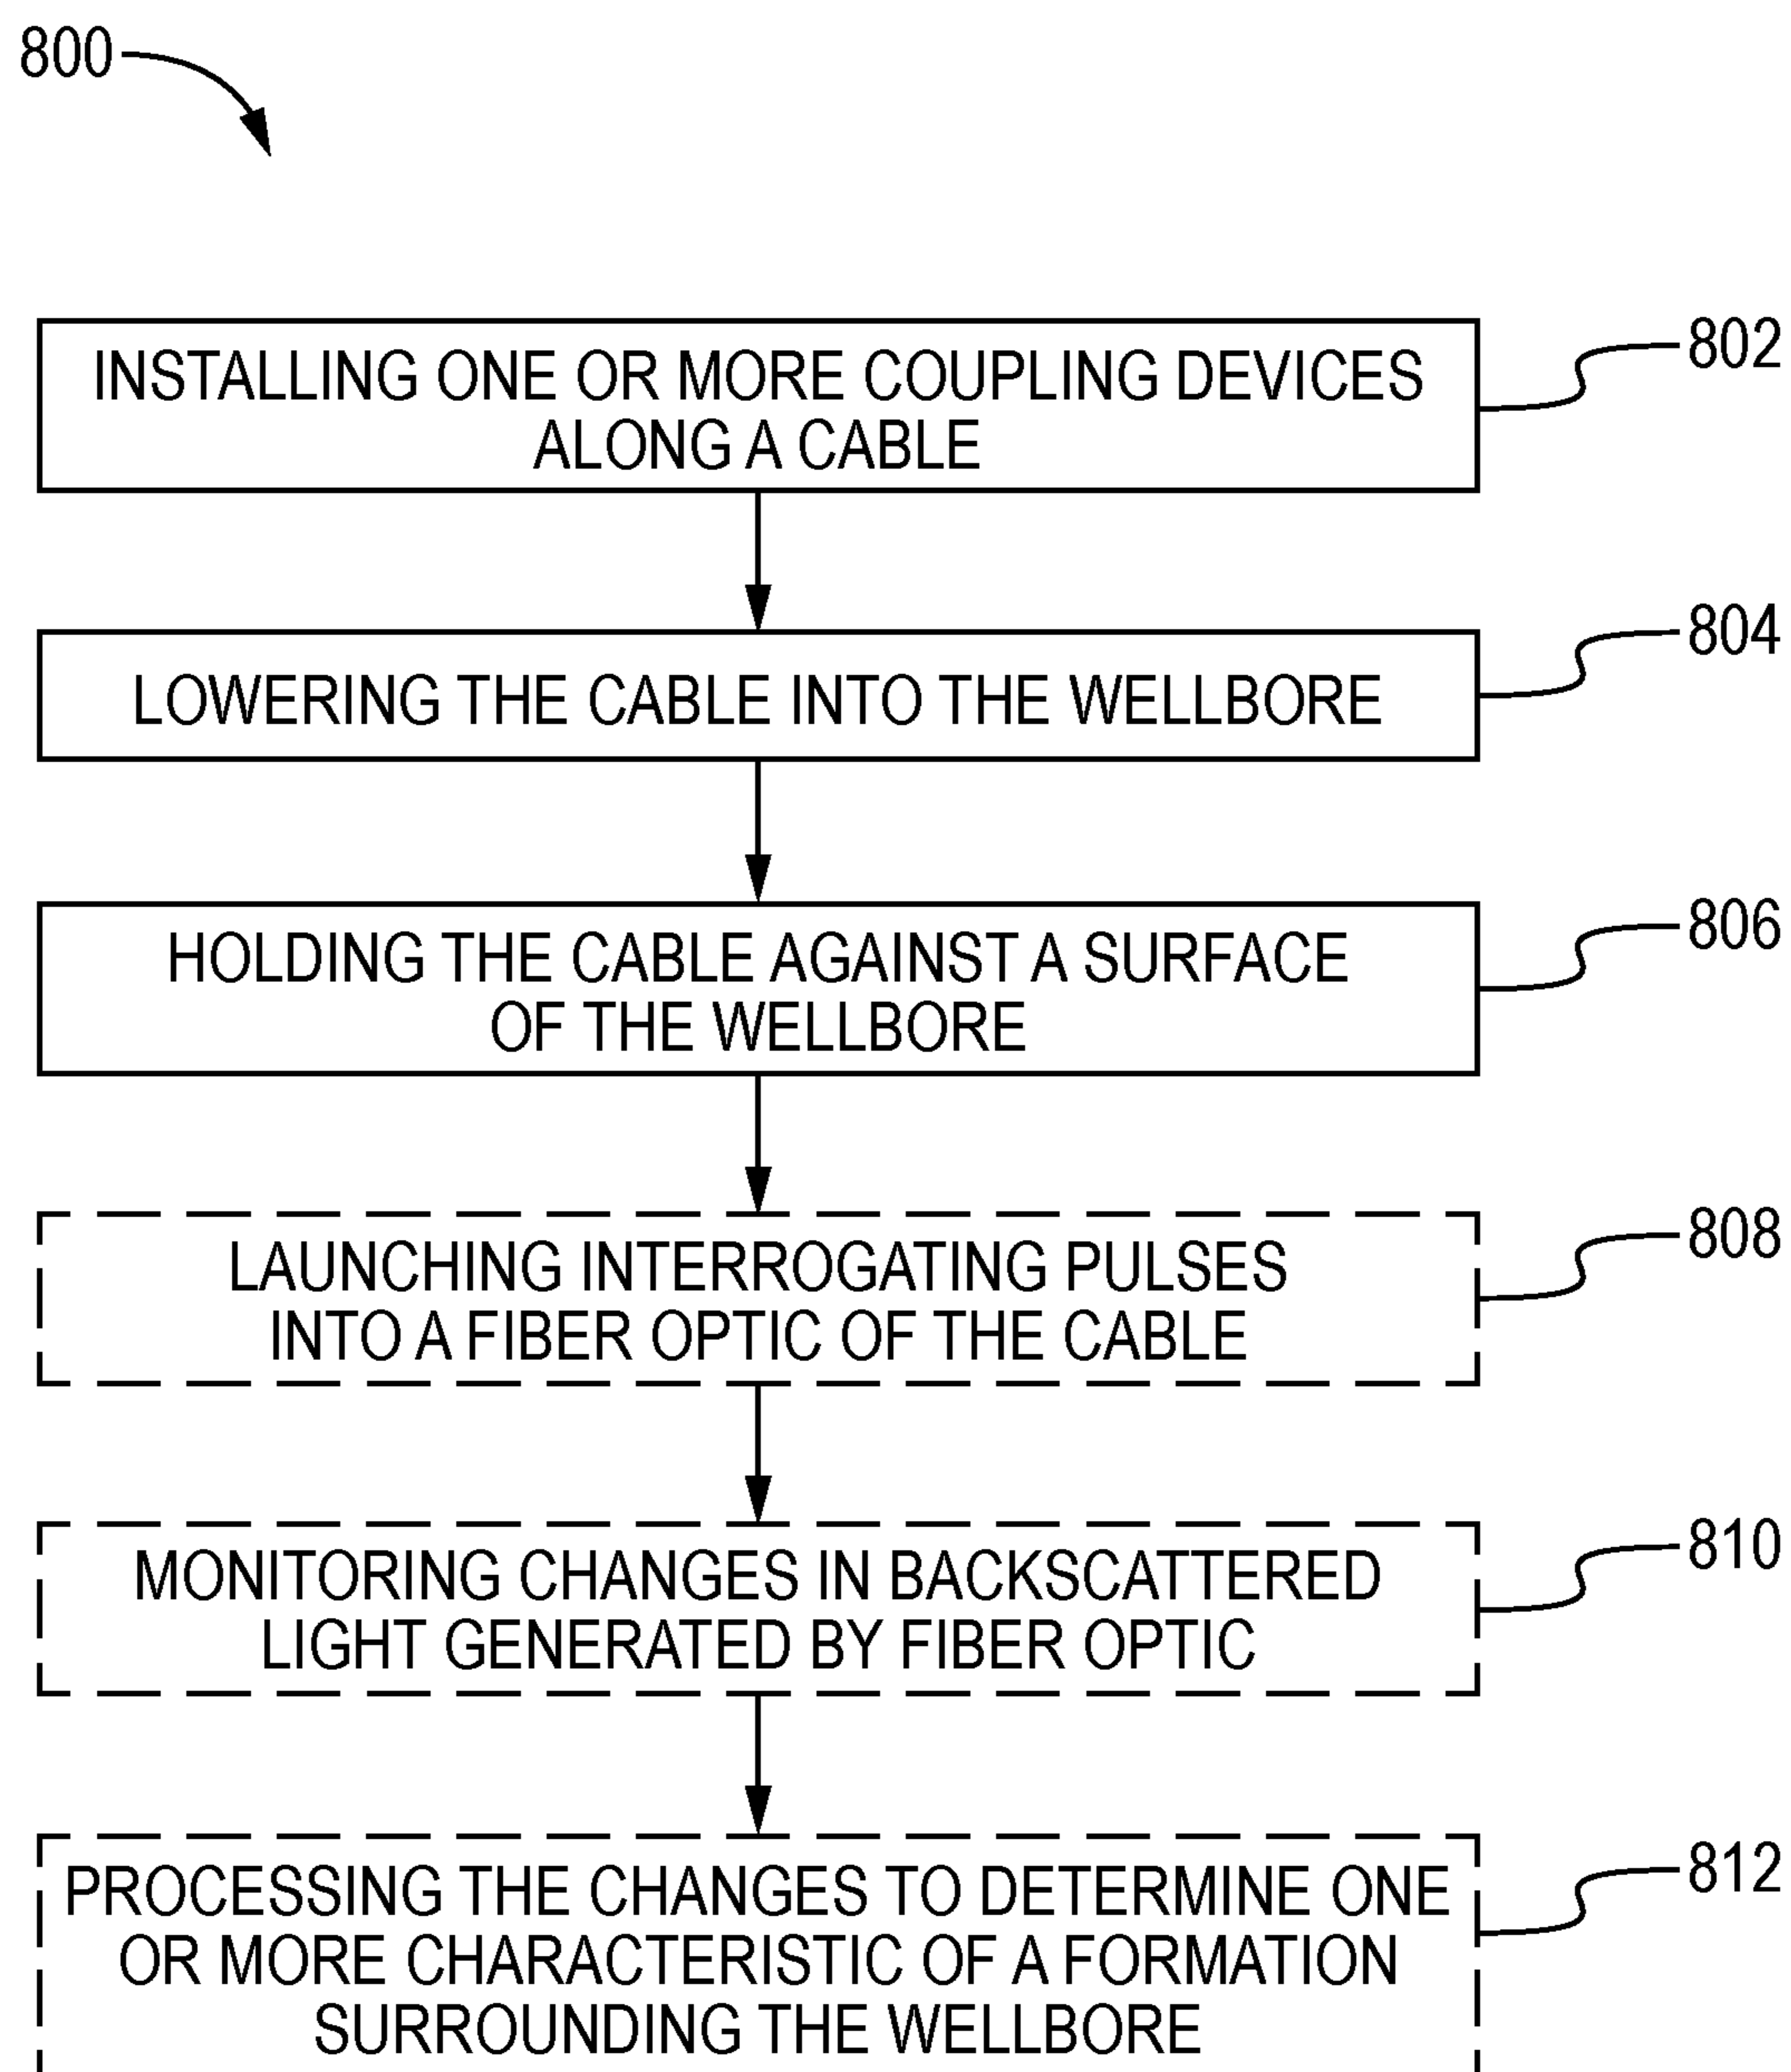 800
INSTALLING ONE OR MORE COUPLING DEVICES
ALONG A CABLE
802
LOWERING THE CABLE INTO THE WELLBORE
804
HOLDING THE CABLE AGAINST A SURFACE
OF THE WELLBORE
806
LAUNCHING INTERROGATING PULSES
INTO A FIBER OPTIC OF THE CABLE
808
MONITORING CHANGES IN BACKSCATTERED
LIGHT GENERATED BY FIBER OPTIC
810
PROCESSING THE CHANGES TO DETERMINE ONE
OR MORE CHARACTERISTIC OF A FORMATION
SURROUNDING THE WELLBORE
812